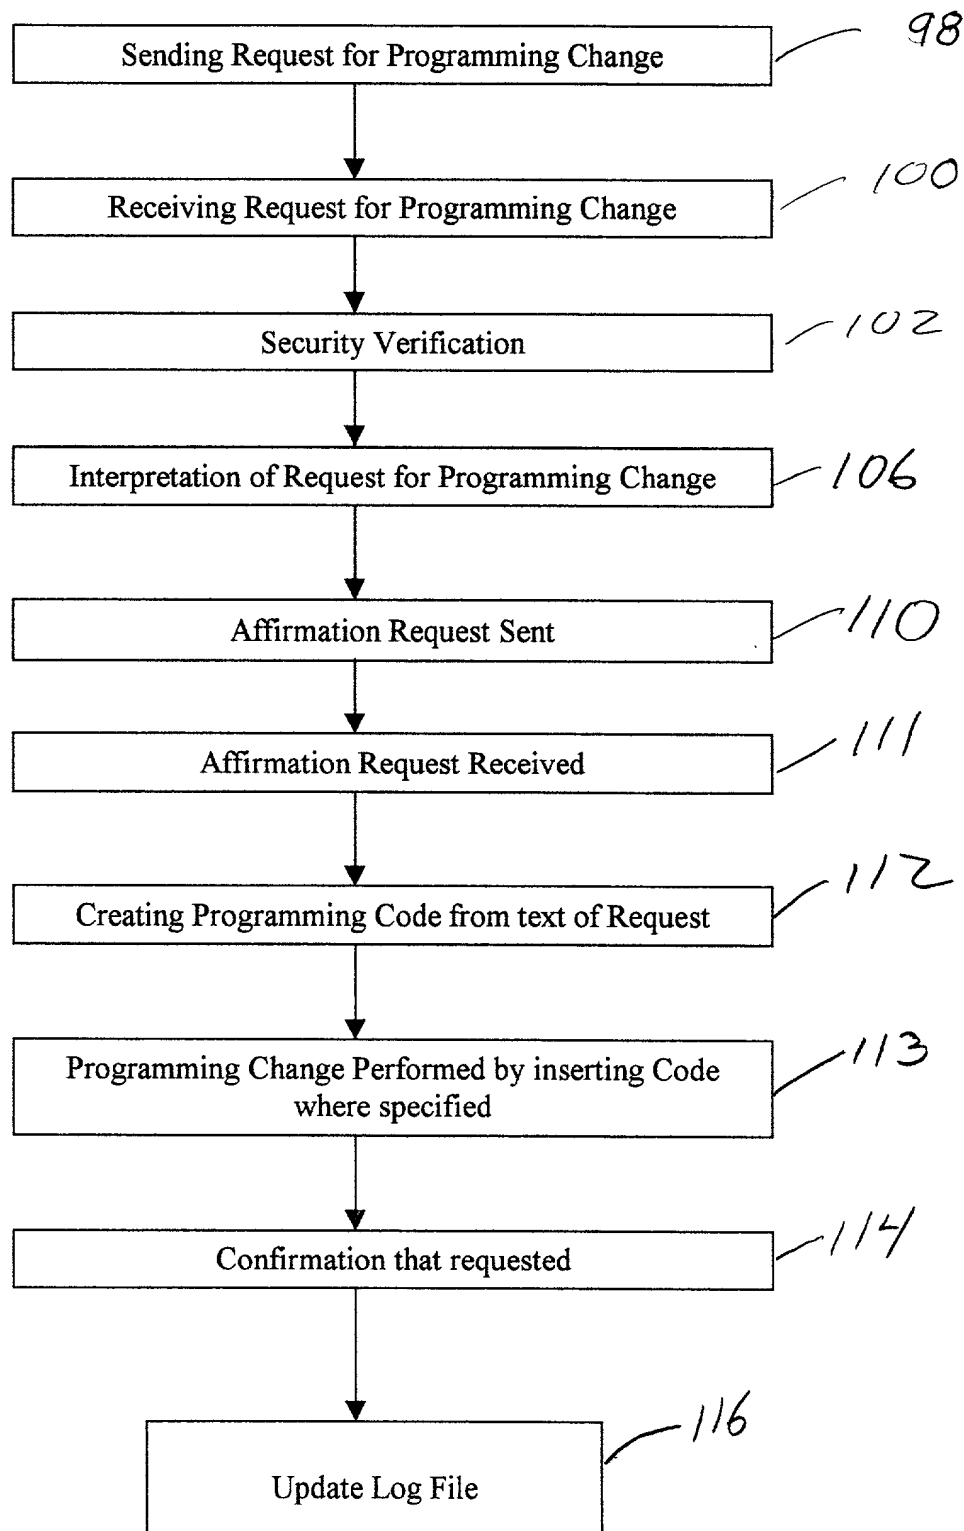 Sending Request for Programming Change
98
Receiving Request for Programming Change
100
Security Verification
102
Interpretation of Request for Programming Change
106
Affirmation Request Sent
110
Affirmation Request Received
111
Creating Programming Code from text of Request
112
Programming Change Performed by inserting Code
where specified
113
Confirmation that requested
114
Update Log File
116